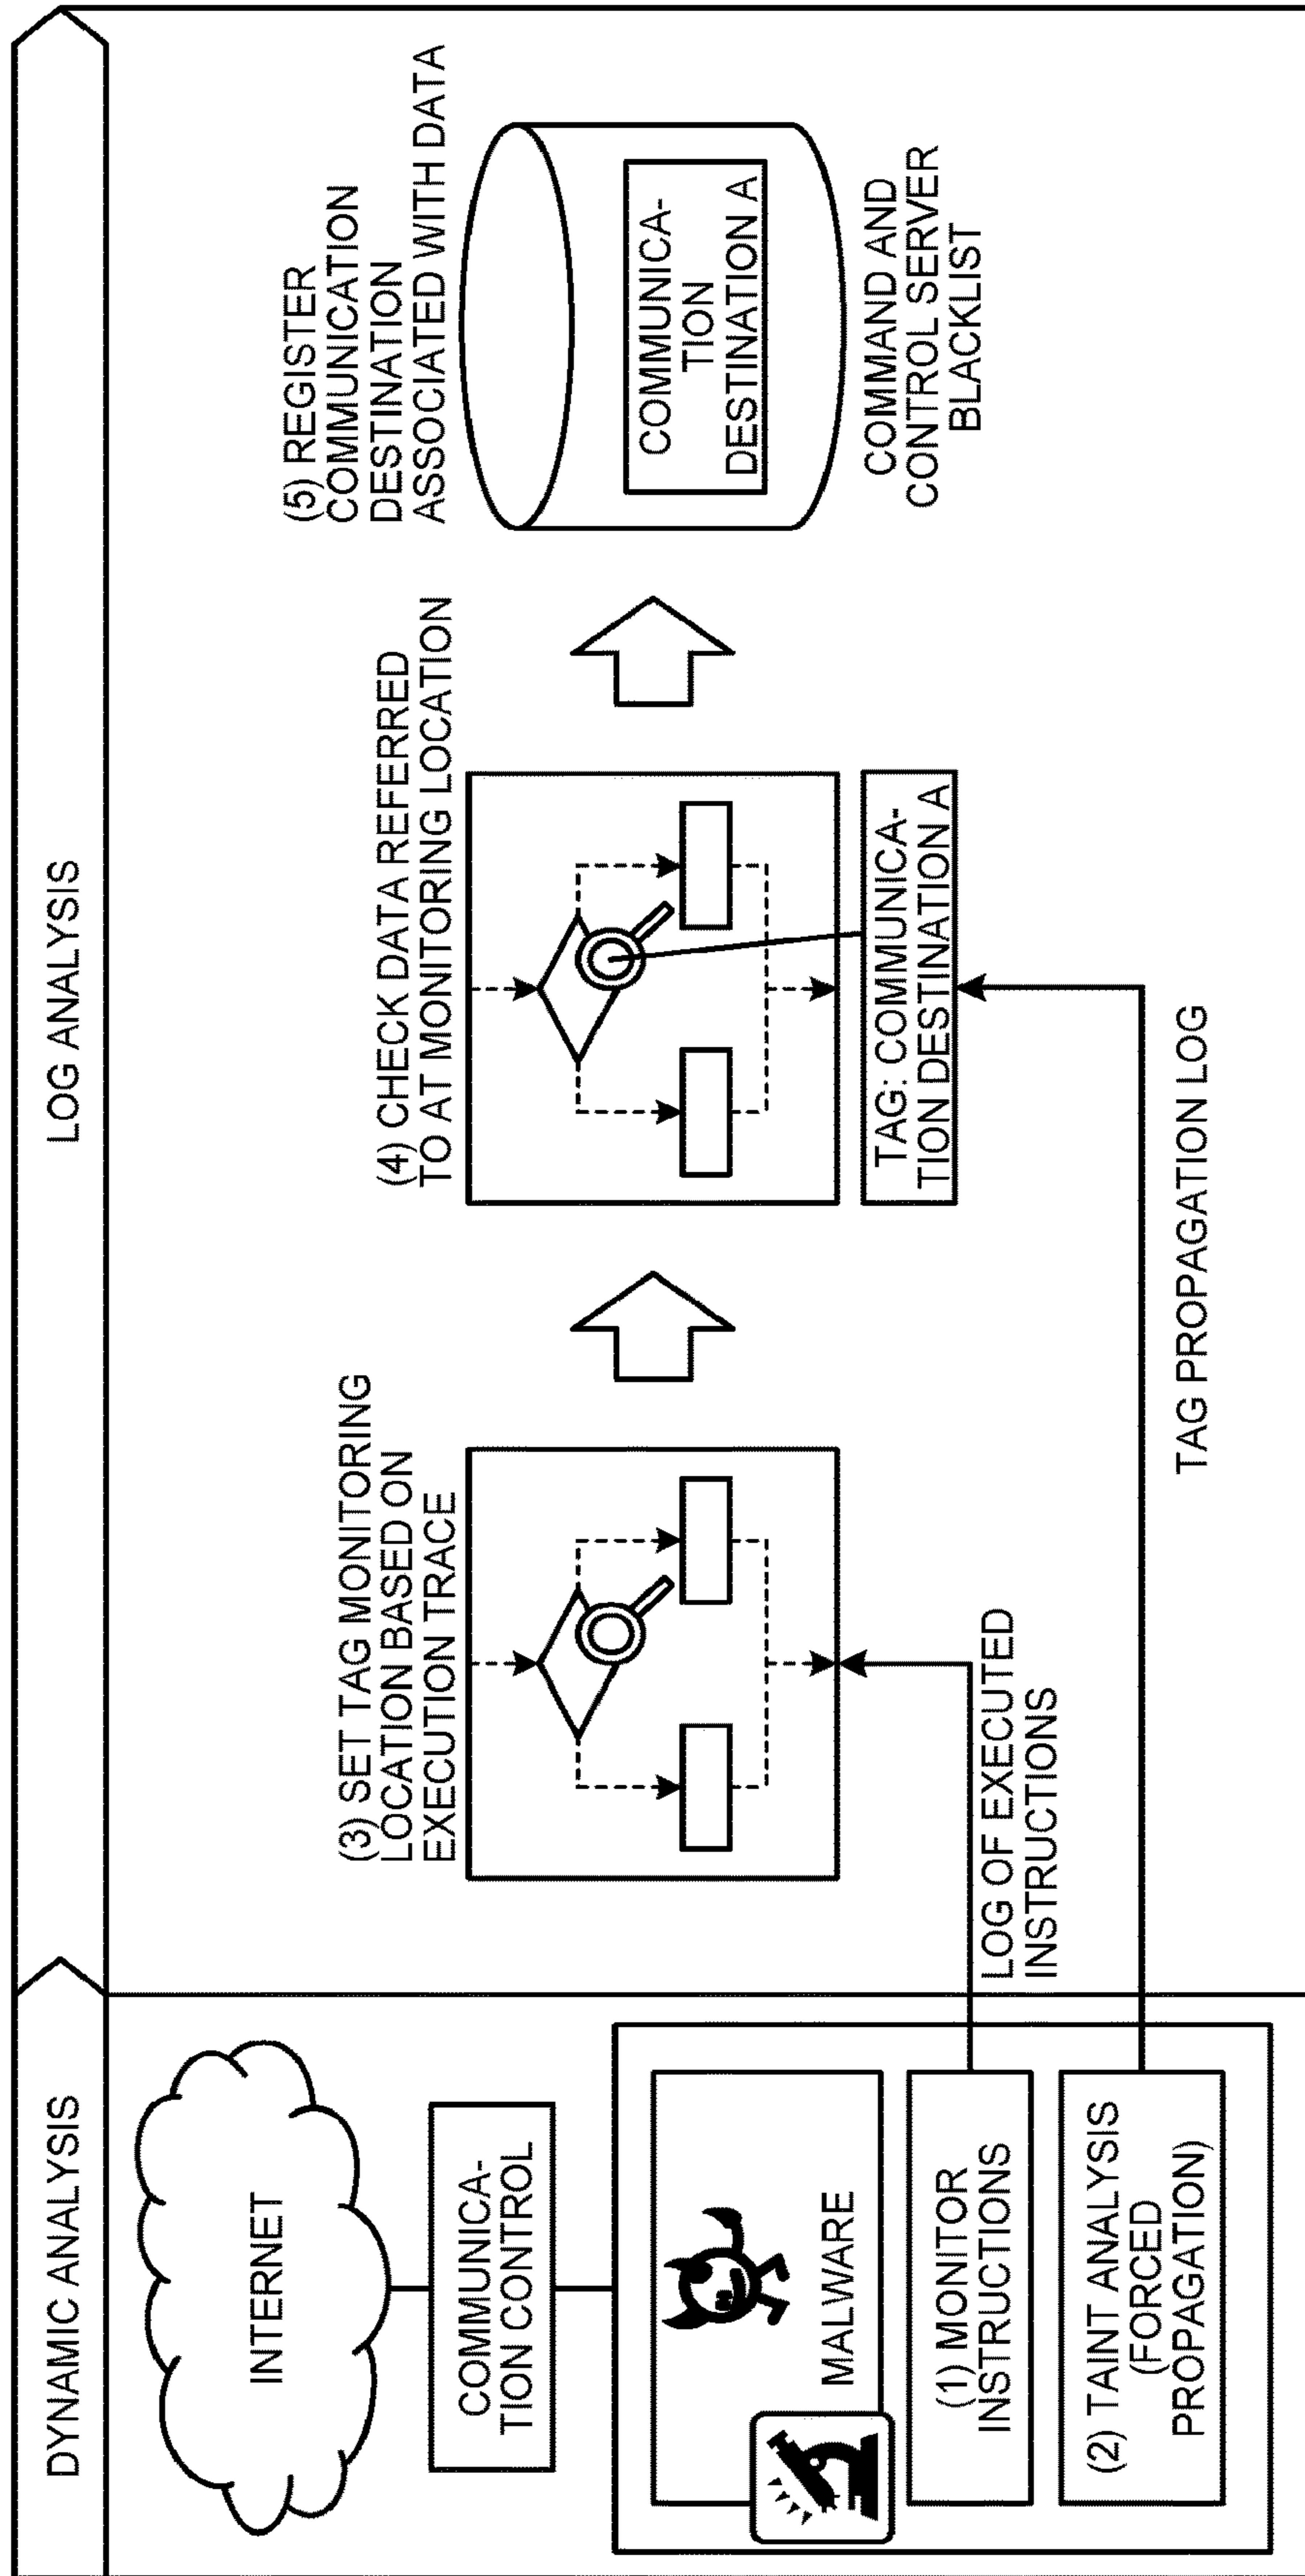 DYNAMIC ANALYSIS
LOG ANALYSIS
INTERNET
COMMUNICA-
TION CONTROL
MALWARE
(1) MONITOR
INSTRUCTIONS
(2) TAINT ANALYSIS
(FORCED
PROPAGATION)
LOG OF EXECUTED
INSTRUCTIONS
TAG PROPAGATION LOG
(3) SET TAG MONITORING
LOCATION BASED ON
EXECUTION TRACE
(4) CHECK DATA REFERRED
TO AT MONITORING LOCATION
TAG: COMMUNICA-
TION DESTINATION A
(5) REGISTER
COMMUNICATION
DESTINATION
ASSOCIATED WITH DATA
COMMUNICA-
TION
DESTINATION A
COMMAND AND
CONTROL SERVER
BLACKLIST